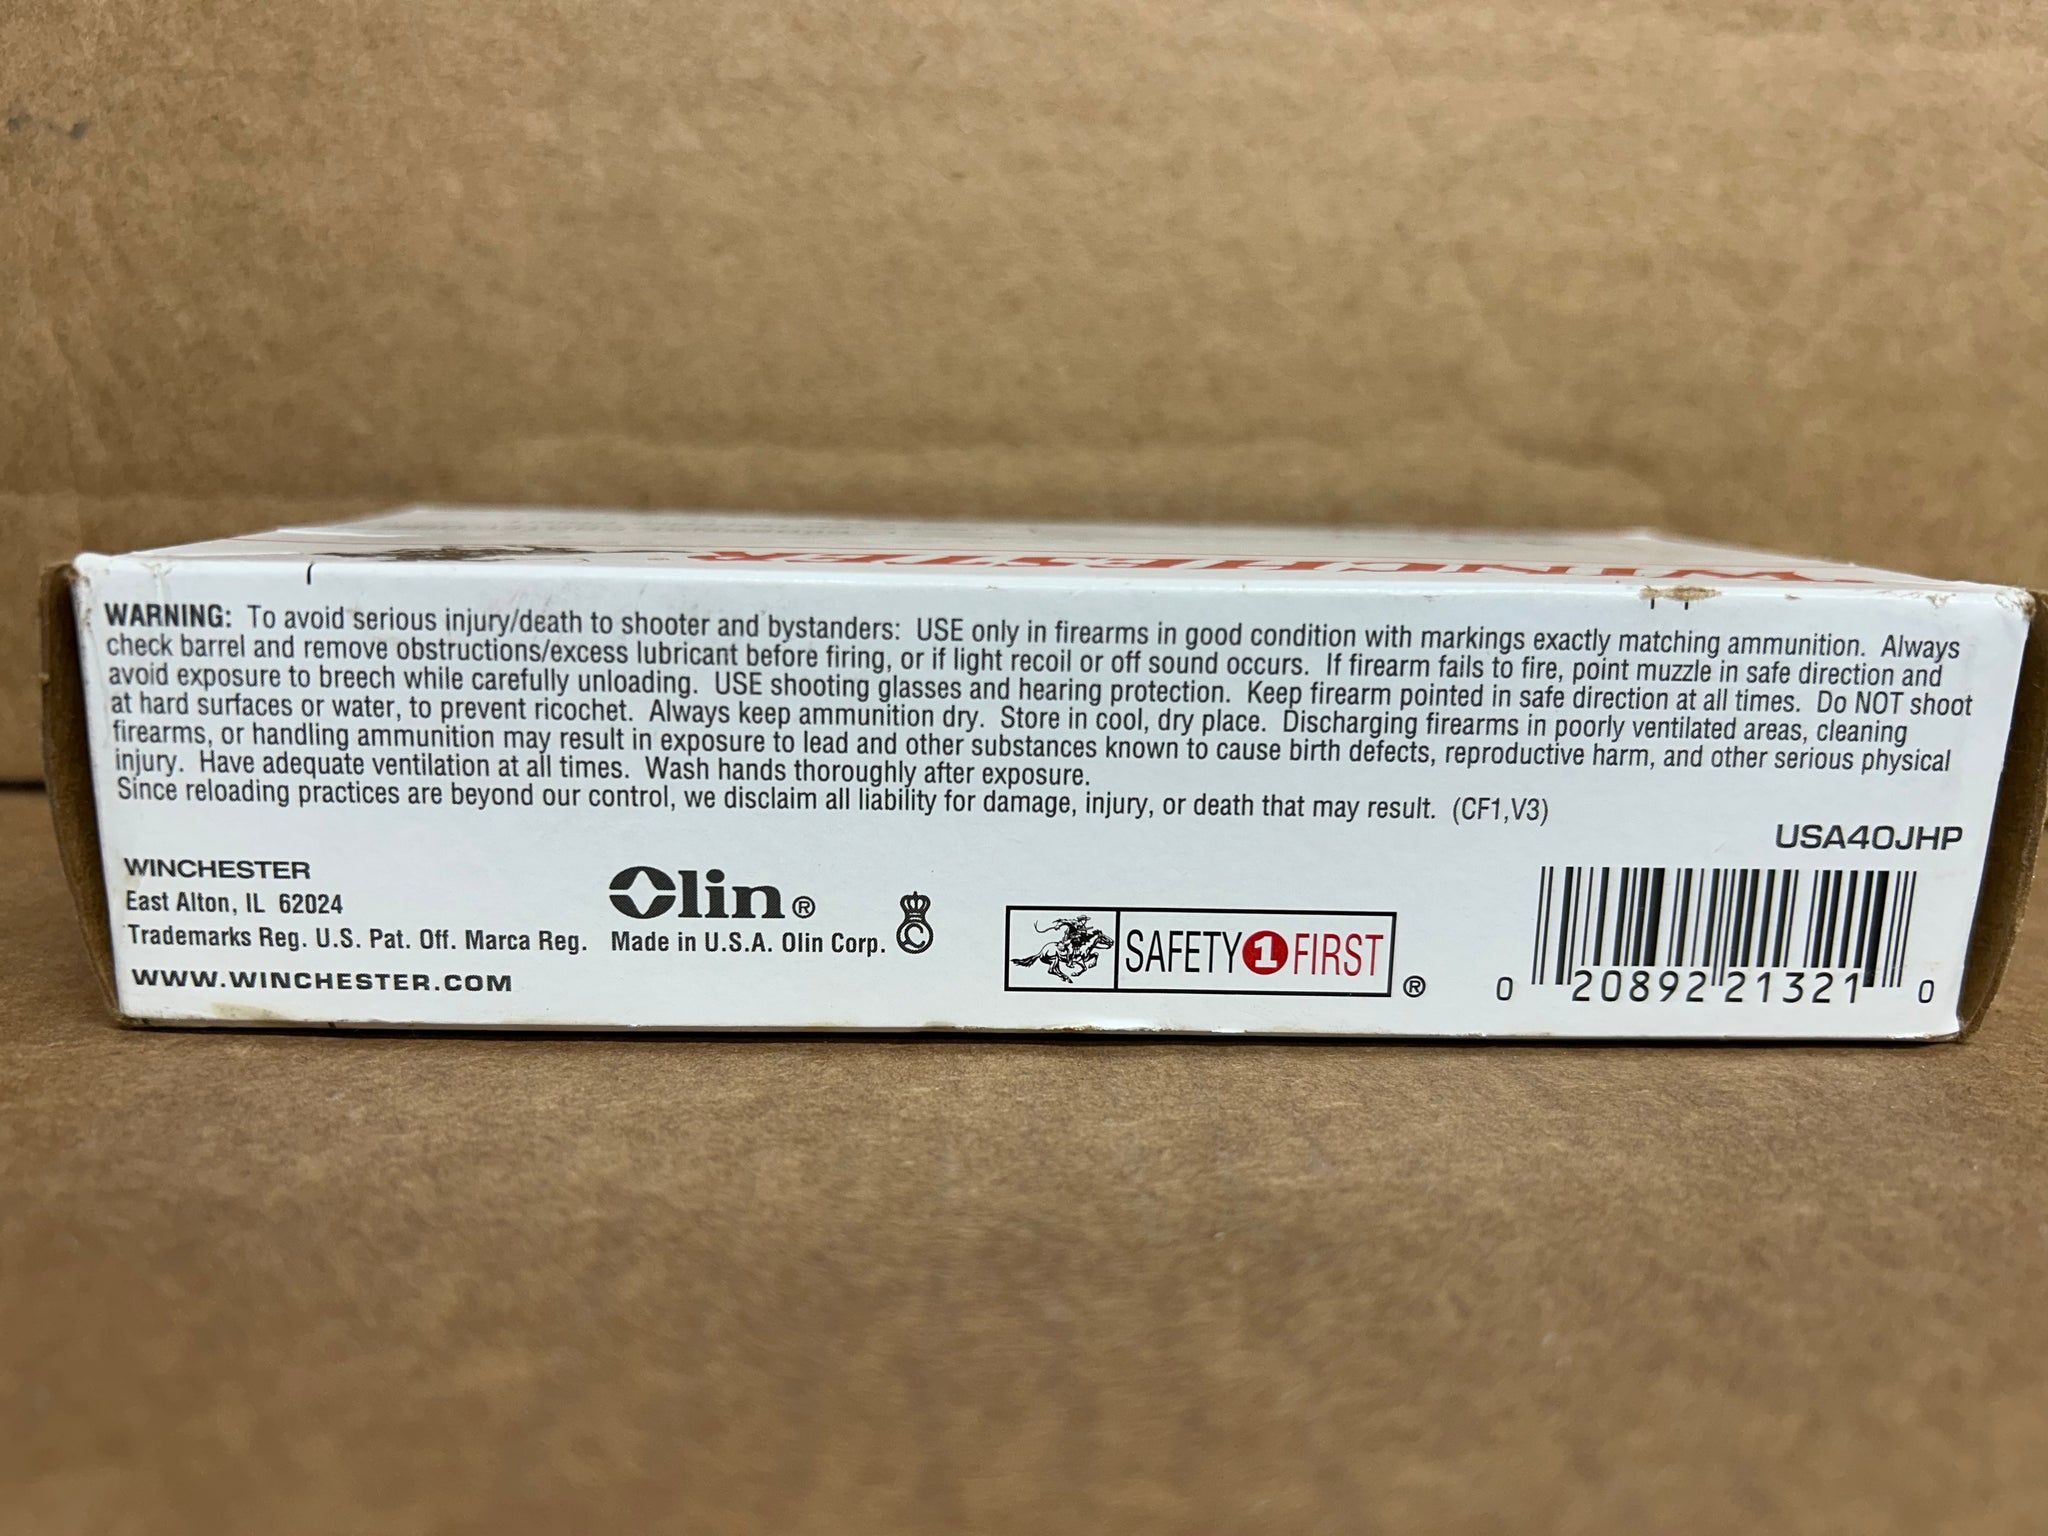 WINCHESTER
WARNING: To avoid serious injury/death to shooter and bystanders: USE only in firearms in good condition with markings exactly matching ammunition. Always
check barrel and remove obstructions/excess lubricant before firing, or if light recoil or off sound occurs. If firearm fails to fire, point muzzle in safe direction and
avoid exposure to breech while carefully unloading. USE shooting glasses and hearing protection. Keep firearm pointed in safe direction at all times. Do NOT shoot
at hard surfaces or water, to prevent ricochet. Always keep ammunition dry. Store in cool, dry place. Discharging firearms in poorly ventilated areas, cleaning
firearms, or handling ammunition may result in exposure to lead and other substances known to cause birth defects, reproductive harm, and other serious physical
injury. Have adequate ventilation at all times. Wash hands thoroughly after exposure.
Since reloading practices are beyond our control, we disclaim all liability for damage, injury, or death that may result. (CF1,V3)
USA40JHP
WINCHESTER
East Alton, IL 62024
Trademarks Reg. U.S. Pat. Off. Marca Reg.
WWW.WINCHESTER.COM
Olin®
Made in U.S.A. Olin Corp.
C
SAFETY 1 FIRST ®
0 20892 21321 0